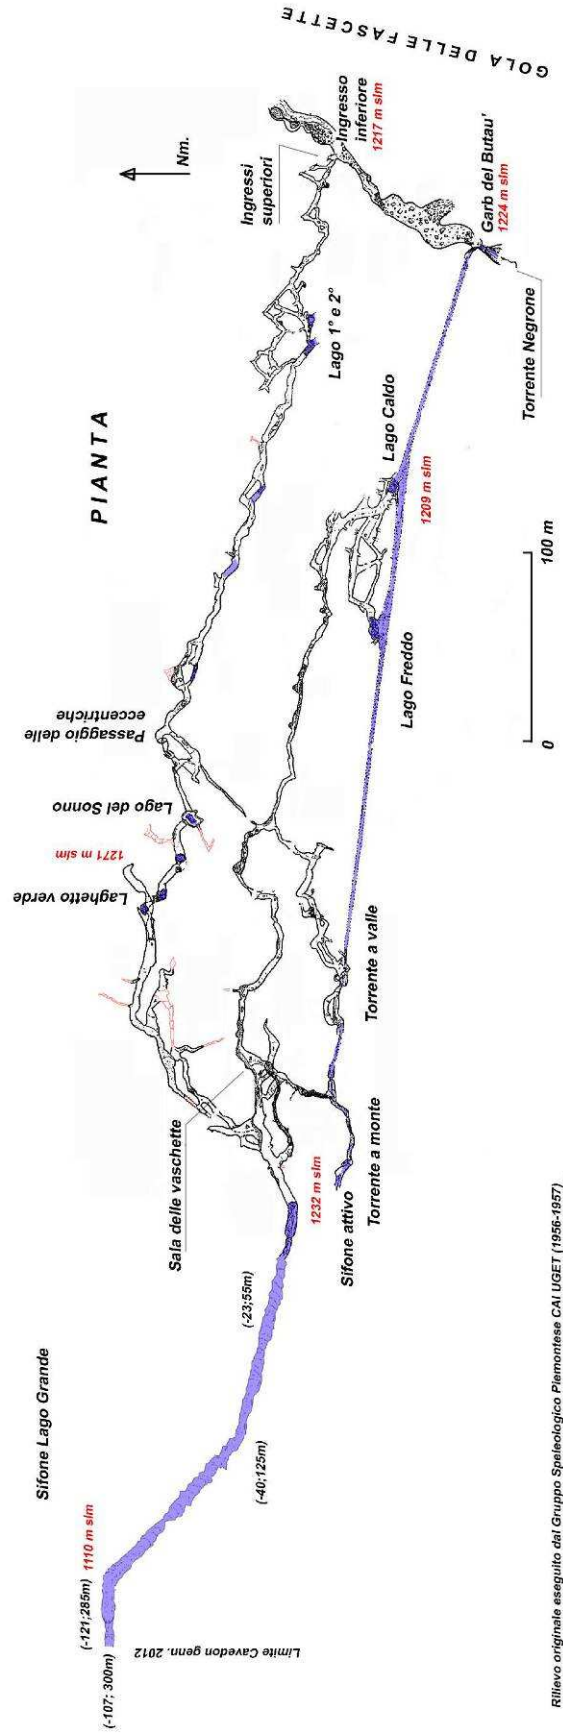 PIANTA
Nm.
GOLA DELLE FASCETTE
Ingressi
superiori
Ingresso
inferiore
1217 m slm
Garb del Butau'
1224 m slm
Torrente Negrone
Lago 1° e 2°
Lago Caldo
1209 m slm
Lago Freddo
0
100 m
Passaggio delle
eccentriche
Lago del Sonno
1271 m slm
Laghetto verde
Torrente a valle
Sala delle vaschette
Torrente a monte
Sifone attivo
1232 m slm
Sifone Lago Grande
(-23;55m)
(-40;125m)
(-121;285m)
1110 m slm
(-107; 300m)
Limite Cavedon genn. 2012
Rilievo originale eseguito dal Gruppo Speleologico Piemontese CAI UGET (1956-1957)